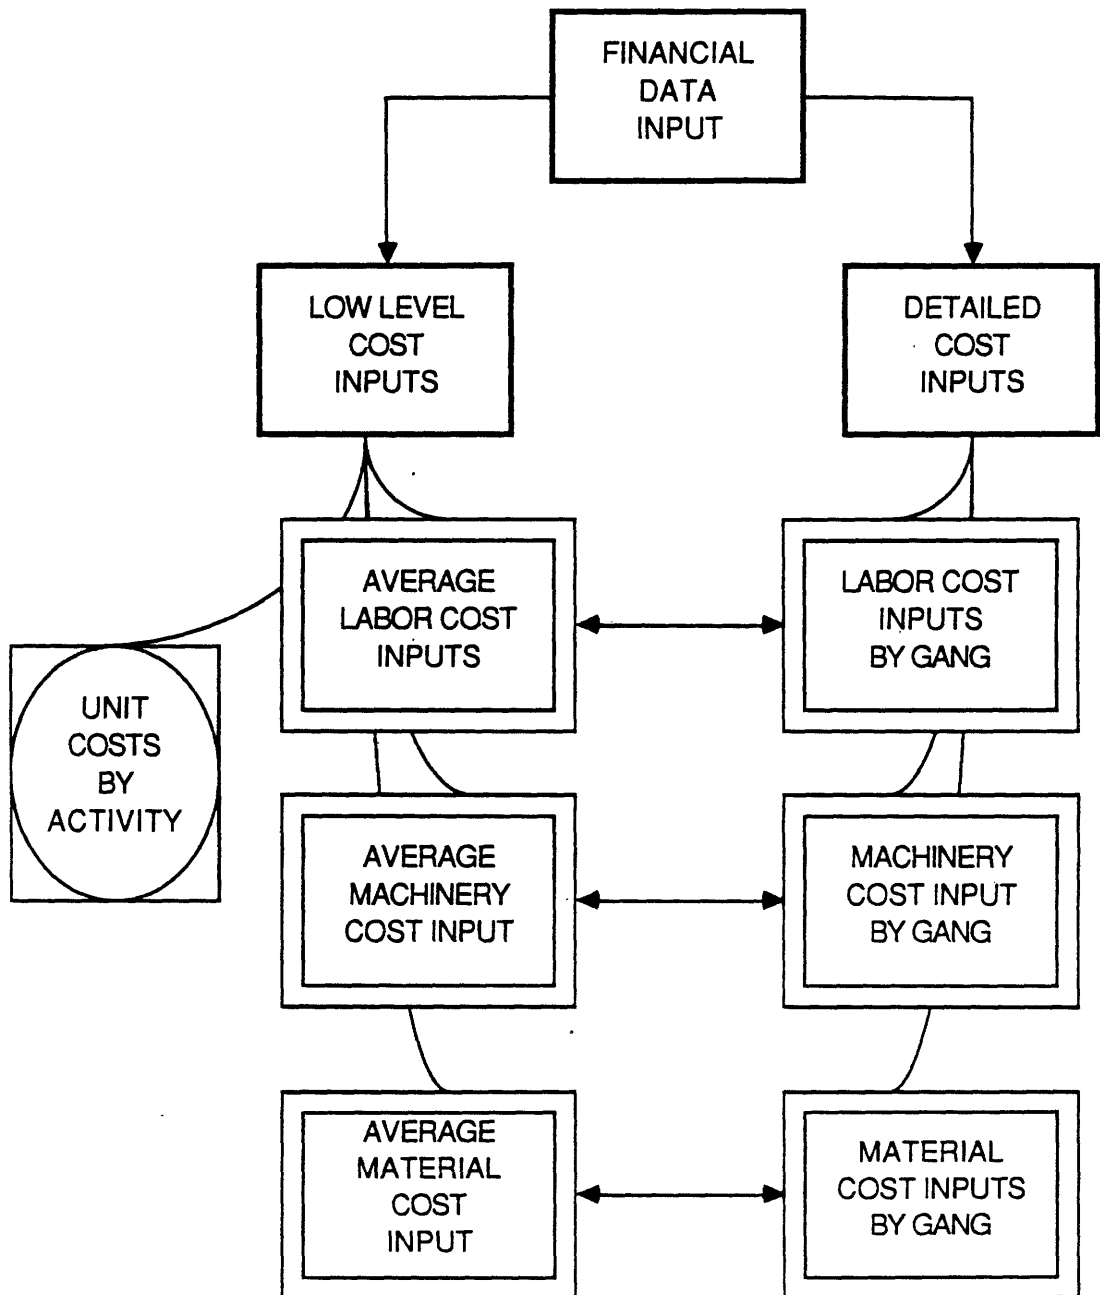 FINANCIAL
DATA
INPUT
LOW LEVEL
COST
INPUTS
DETAILED
COST
INPUTS
AVERAGE
LABOR COST
INPUTS
LABOR COST
INPUTS
BY GANG
UNIT
COSTS
BY
ACTIVITY
AVERAGE
MACHINERY
COST INPUT
MACHINERY
COST INPUT
BY GANG
AVERAGE
MATERIAL
COST
INPUT
MATERIAL
COST INPUTS
BY GANG